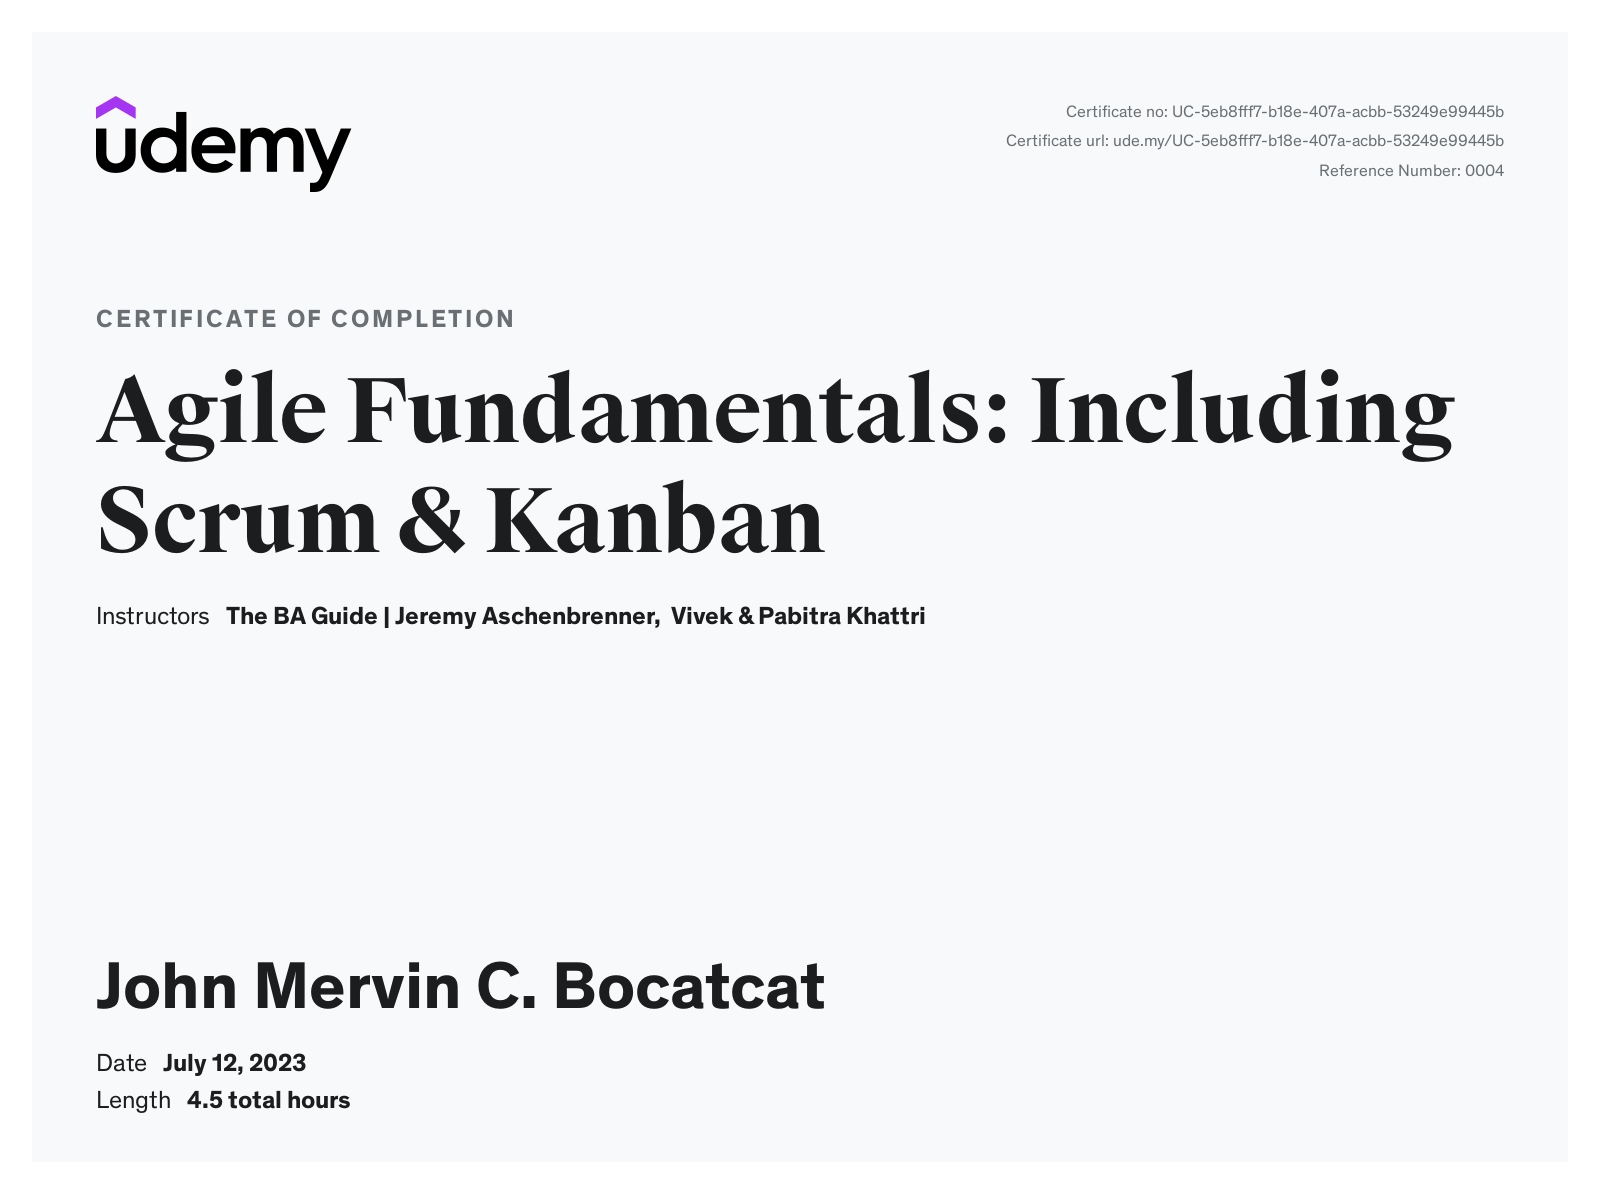 udemy
Certificate no: UC-5eb8fff7-b18e-407a-acbb-53249e99445b
Certificate url: ude.my/UC-5eb8fff7-b18e-407a-acbb-53249e99445b
Reference Number: 0004
CERTIFICATE OF COMPLETION
Agile Fundamentals: Including
Scrum & Kanban
Instructors The BA Guide | Jeremy Aschenbrenner, Vivek & Pabitra Khattri
John Mervin C. Bocatcat
Date July 12, 2023
Length 4.5 total hours